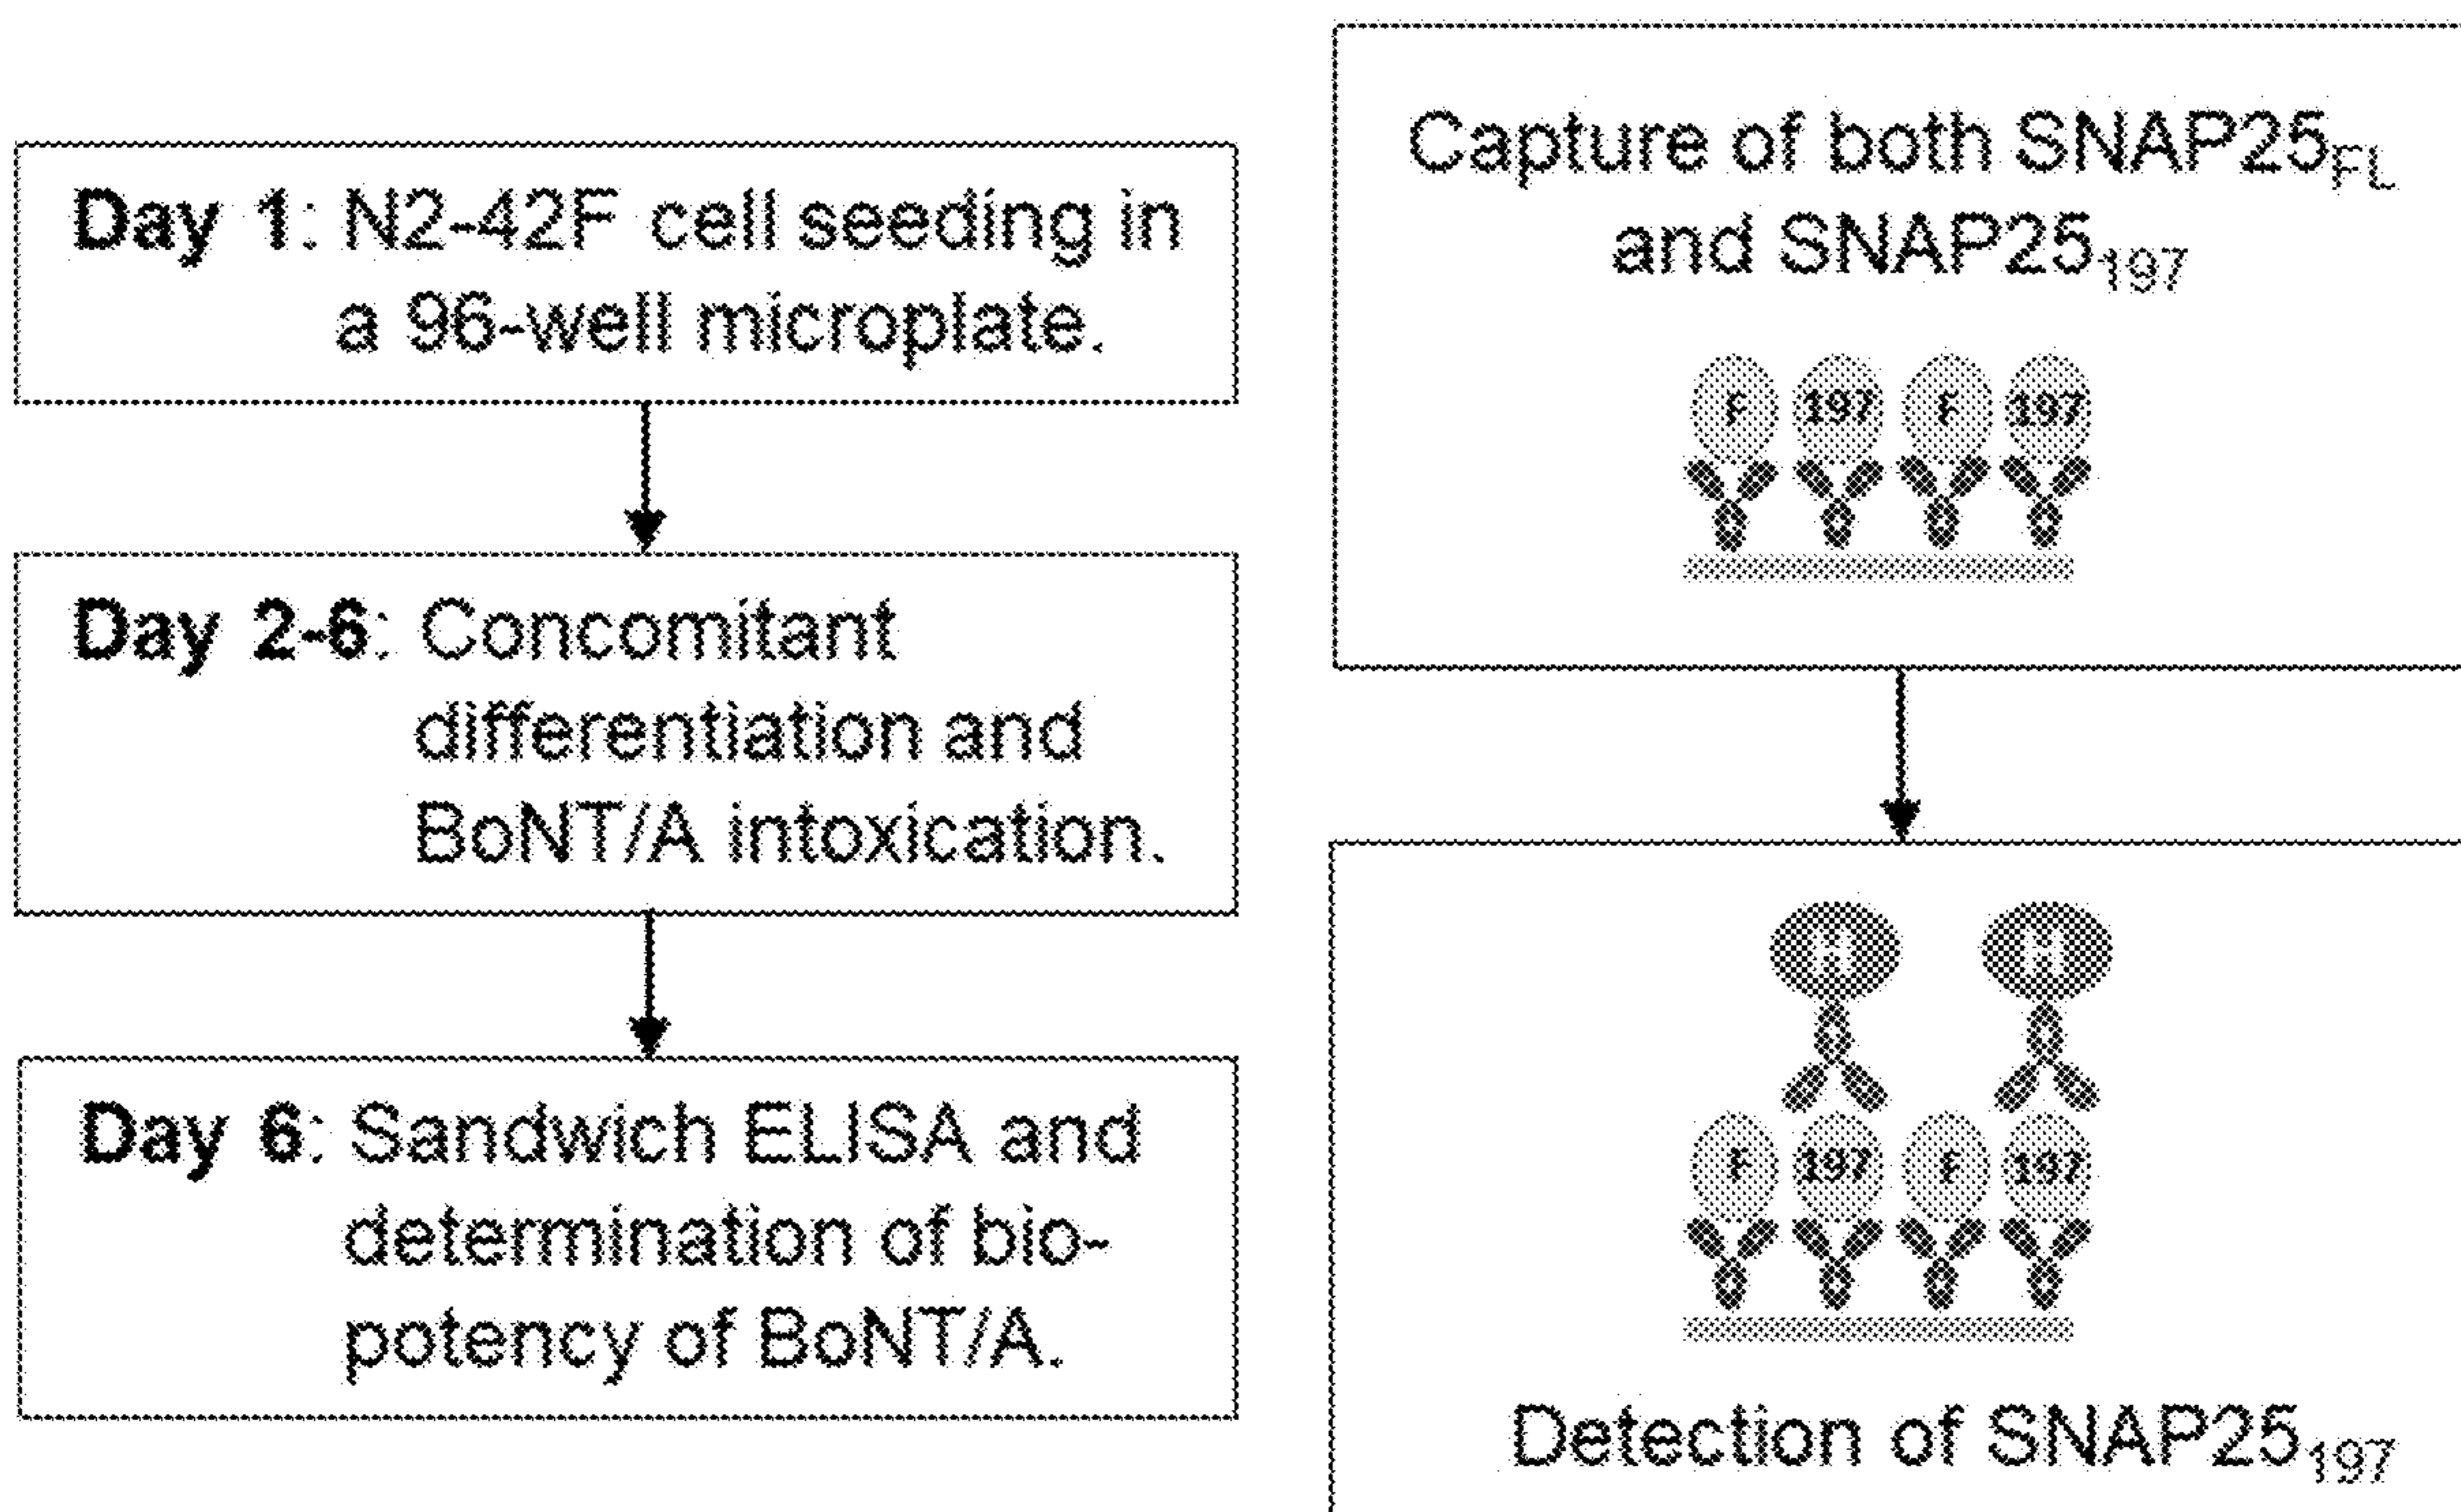 Day 1: N2-42F cell seeding in
a 96-well microplate.
Day 2-6: Concomitant
differentiation and
BoNT/A intoxication.
Day 6: Sandwich ELISA and
determination of bio-
potency of BoNT/A.
Capture of both SNAP25FL
and SNAP25197
F 197 F 197
H H
F 197 F 197
Detection of SNAP25197